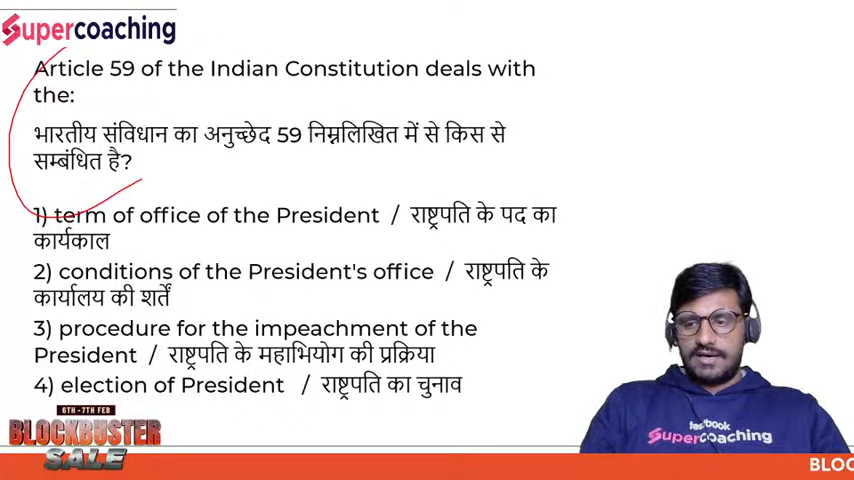 Supercoaching
Article 59 of the Indian Constitution deals with
the:
भारतीय संविधान का अनुच्छेद 59 निम्नलिखित में से किस से
सम्बंधित है?
1) term of office of the President / राष्ट्रपति के पद का
कार्यकाल
2) conditions of the President's office / राष्ट्रपति के
कार्यालय की शर्तें
3) procedure for the impeachment of the
President / राष्ट्रपति के महाभियोग की प्रक्रिया
4) election of President / राष्ट्रपति का चुनाव
6TH -7TH FEB
BLOCKBUSTER
SALE
testbook
Supercoaching
BLOC